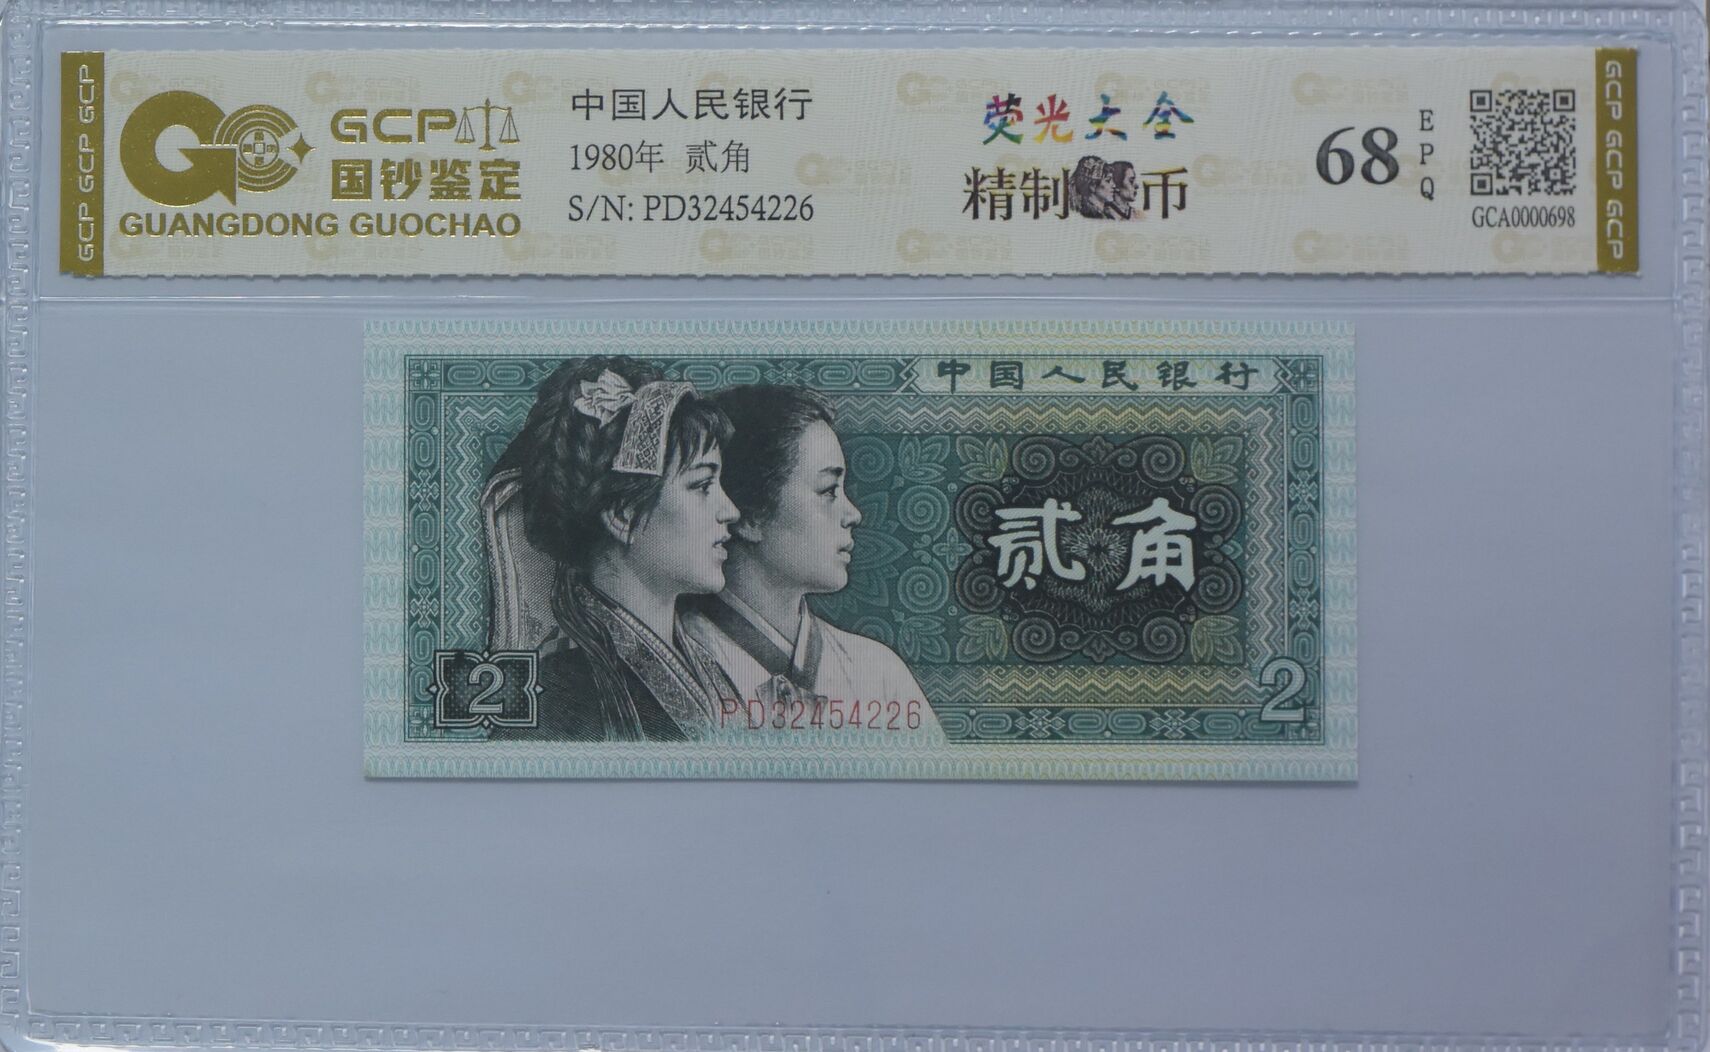 GCP GCP GCP
GCP
国钞鉴定
GUANGDONG GUOCHAO
中国人民银行
1980年 贰角
S/N: PD32454226
荧光大全
精制币
68
EPQ
GCA0000698
GCP GCP GCP
中国人民银行
贰角
2
2
PD32454226